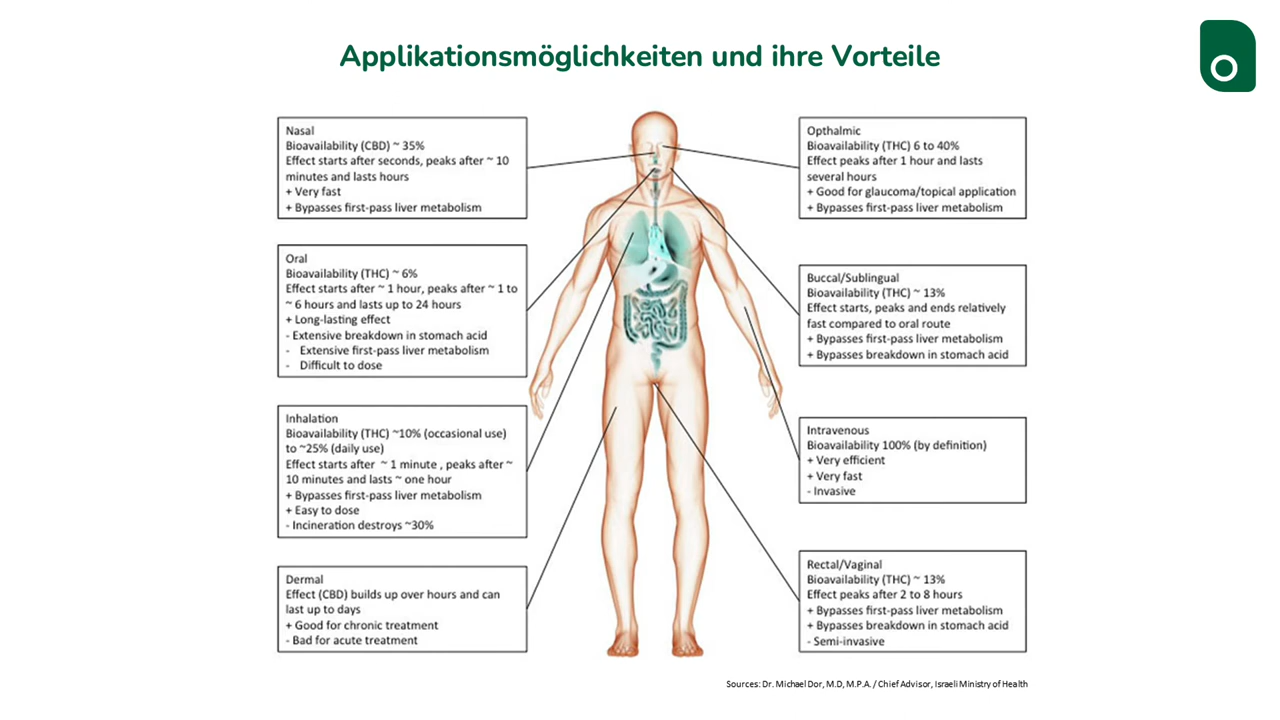 Applikationsmöglichkeiten und ihre Vorteile
Nasal
Bioavailability (CBD) ~ 35%
Effect starts after seconds, peaks after ~ 10
minutes and lasts hours
+ Very fast
+ Bypasses first-pass liver metabolism
Oral
Bioavailability (THC) ~ 6%
Effect starts after ~ 1 hour, peaks after ~ 1 to
~ 6 hours and lasts up to 24 hours
+ Long-lasting effect
- Extensive breakdown in stomach acid
- Extensive first-pass liver metabolism
- Difficult to dose
Inhalation
Bioavailability (THC) ~10% (occasional use)
to ~25% (daily use)
Effect starts after ~ 1 minute , peaks after ~
10 minutes and lasts ~ one hour
+ Bypasses first-pass liver metabolism
+ Easy to dose
- Incineration destroys ~30%
Dermal
Effect (CBD) builds up over hours and can
last up to days
+ Good for chronic treatment
- Bad for acute treatment
Opthalmic
Bioavailability (THC) 6 to 40%
Effect peaks after 1 hour and lasts
several hours
+ Good for glaucoma/topical application
+ Bypasses first-pass liver metabolism
Buccal/Sublingual
Bioavailability (THC) ~ 13%
Effect starts, peaks and ends relatively
fast compared to oral route
+ Bypasses first-pass liver metabolism
+ Bypasses breakdown in stomach acid
Intravenous
Bioavailability 100% (by definition)
+ Very efficient
+ Very fast
- Invasive
Rectal/Vaginal
Bioavailability (THC) ~ 13%
Effect peaks after 2 to 8 hours
+ Bypasses first-pass liver metabolism
+ Bypasses breakdown in stomach acid
- Semi-invasive
Sources: Dr. Michael Dor, M.D, M.P.A. / Chief Advisor, Israeli Ministry of Health